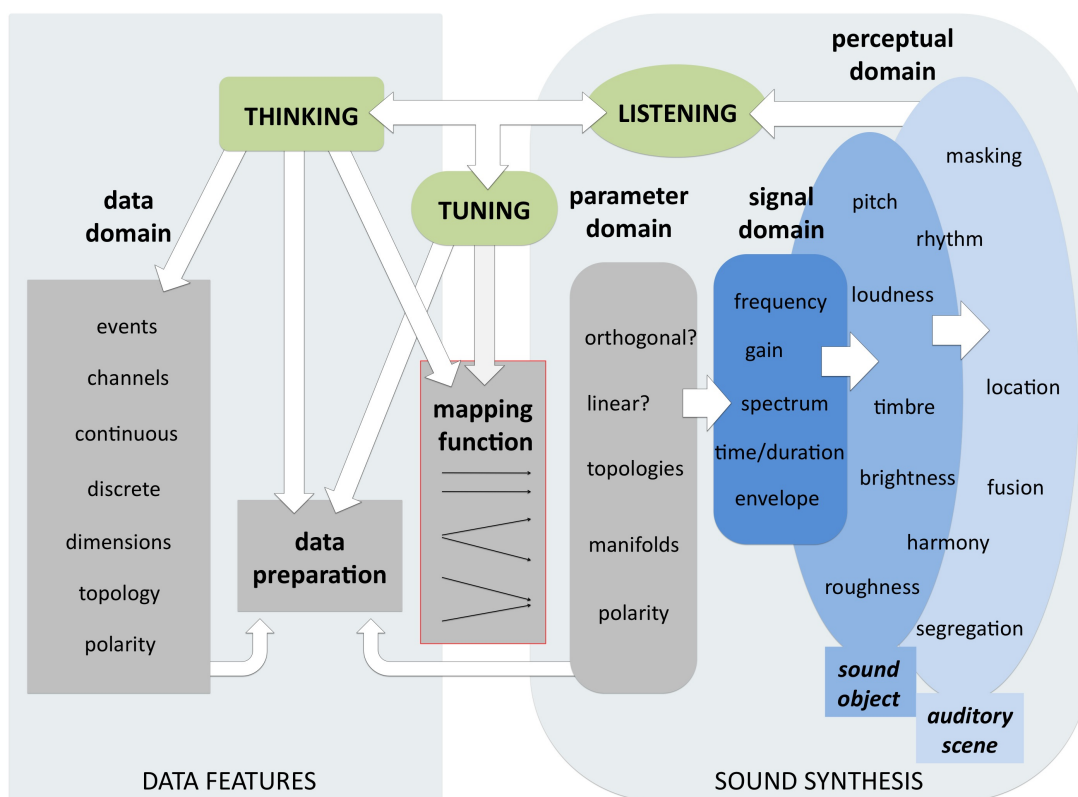 perceptual
domain
THINKING
LISTENING
masking
data
domain
TUNING
parameter
domain
signal
domain
pitch
rhythm
events
channels
continuous
discrete
dimensions
topology
polarity
data
preparation
mapping
function
orthogonal?
linear?
topologies
manifolds
polarity
frequency
gain
spectrum
time/duration
envelope
loudness
timbre
brightness
harmony
roughness
location
fusion
segregation
sound
object
auditory
scene
DATA FEATURES
SOUND SYNTHESIS